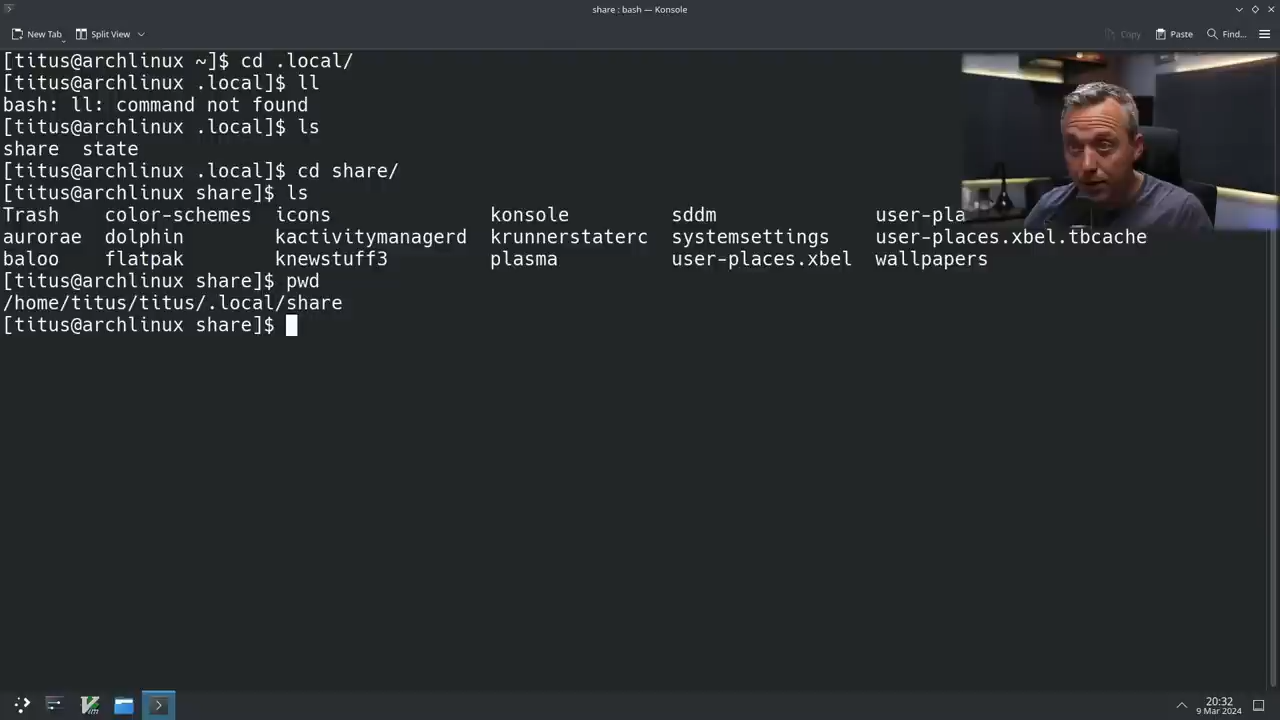 share : bash — Konsole
New Tab Split View Copy Paste Find...
[titus@archlinux ~]$ cd .local/
[titus@archlinux .local]$ ll
bash: ll: command not found
[titus@archlinux .local]$ ls
share state
[titus@archlinux .local]$ cd share/
[titus@archlinux share]$ ls
Trash color-schemes icons konsole sddm user-pla
aurorae dolphin kactivitymanagerd krunnerstaterc systemsettings user-places.xbel.tbcache
baloo flatpak knewstuff3 plasma user-places.xbel wallpapers
[titus@archlinux share]$ pwd
/home/titus/titus/.local/share
[titus@archlinux share]$
20:32
9 Mar 2024